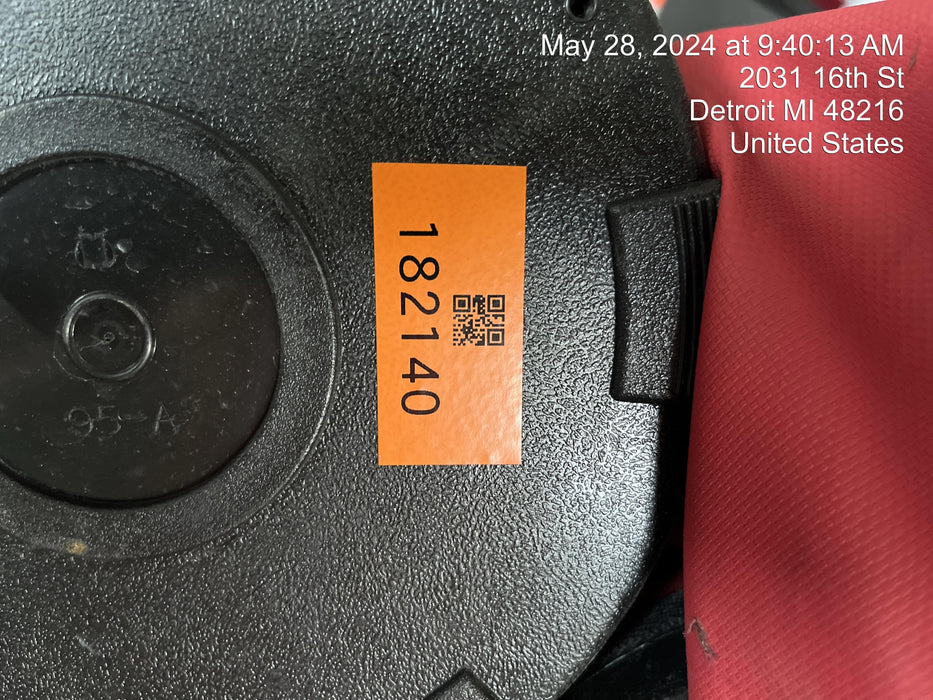 May 28, 2024 at 9:40:13 AM
2031 16th St
Detroit MI 48216
United States
182140
95-A